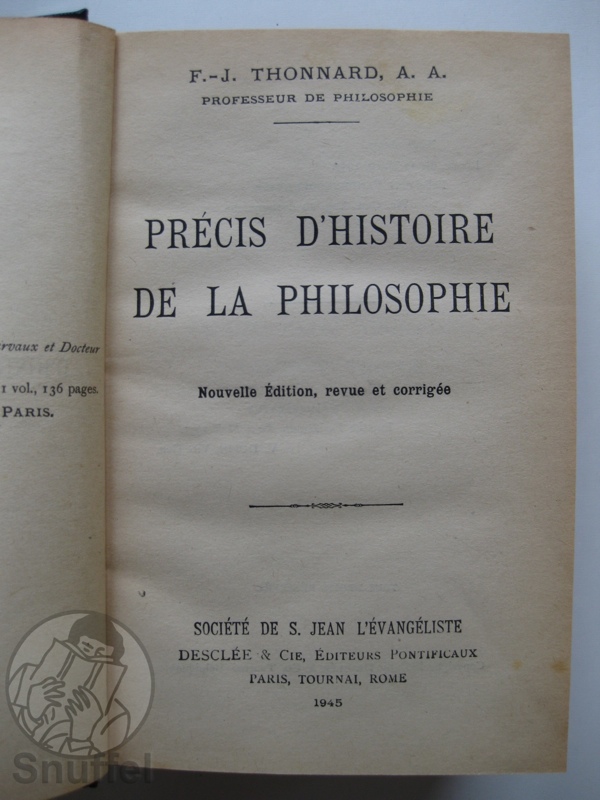 F.-J. THONNARD, A. A.
PROFESSEUR DE PHILOSOPHIE
PRÉCIS D'HISTOIRE
DE LA PHILOSOPHIE
Nouvelle Édition, revue et corrigée
SOCIÉTÉ DE S. JEAN L'ÉVANGÉLISTE
DESCLÉE & CIE, ÉDITEURS PONTIFICAUX
PARIS, TOURNAI, ROME
1945
rvaux et Docteur
1 vol., 136 pages.
PARIS.
Snuffel